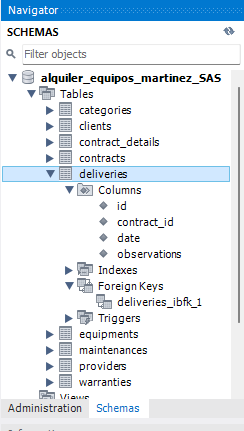 Navigator
SCHEMAS
Filter objects
alquiler_equipos_martinez_SAS
Tables
categories
clients
contract_details
contracts
deliveries
Columns
id
contract_id
date
observations
Indexes
Foreign Keys
deliveries_ibfk_1
Triggers
equipments
maintenances
providers
warranties
Views
Administration Schemas